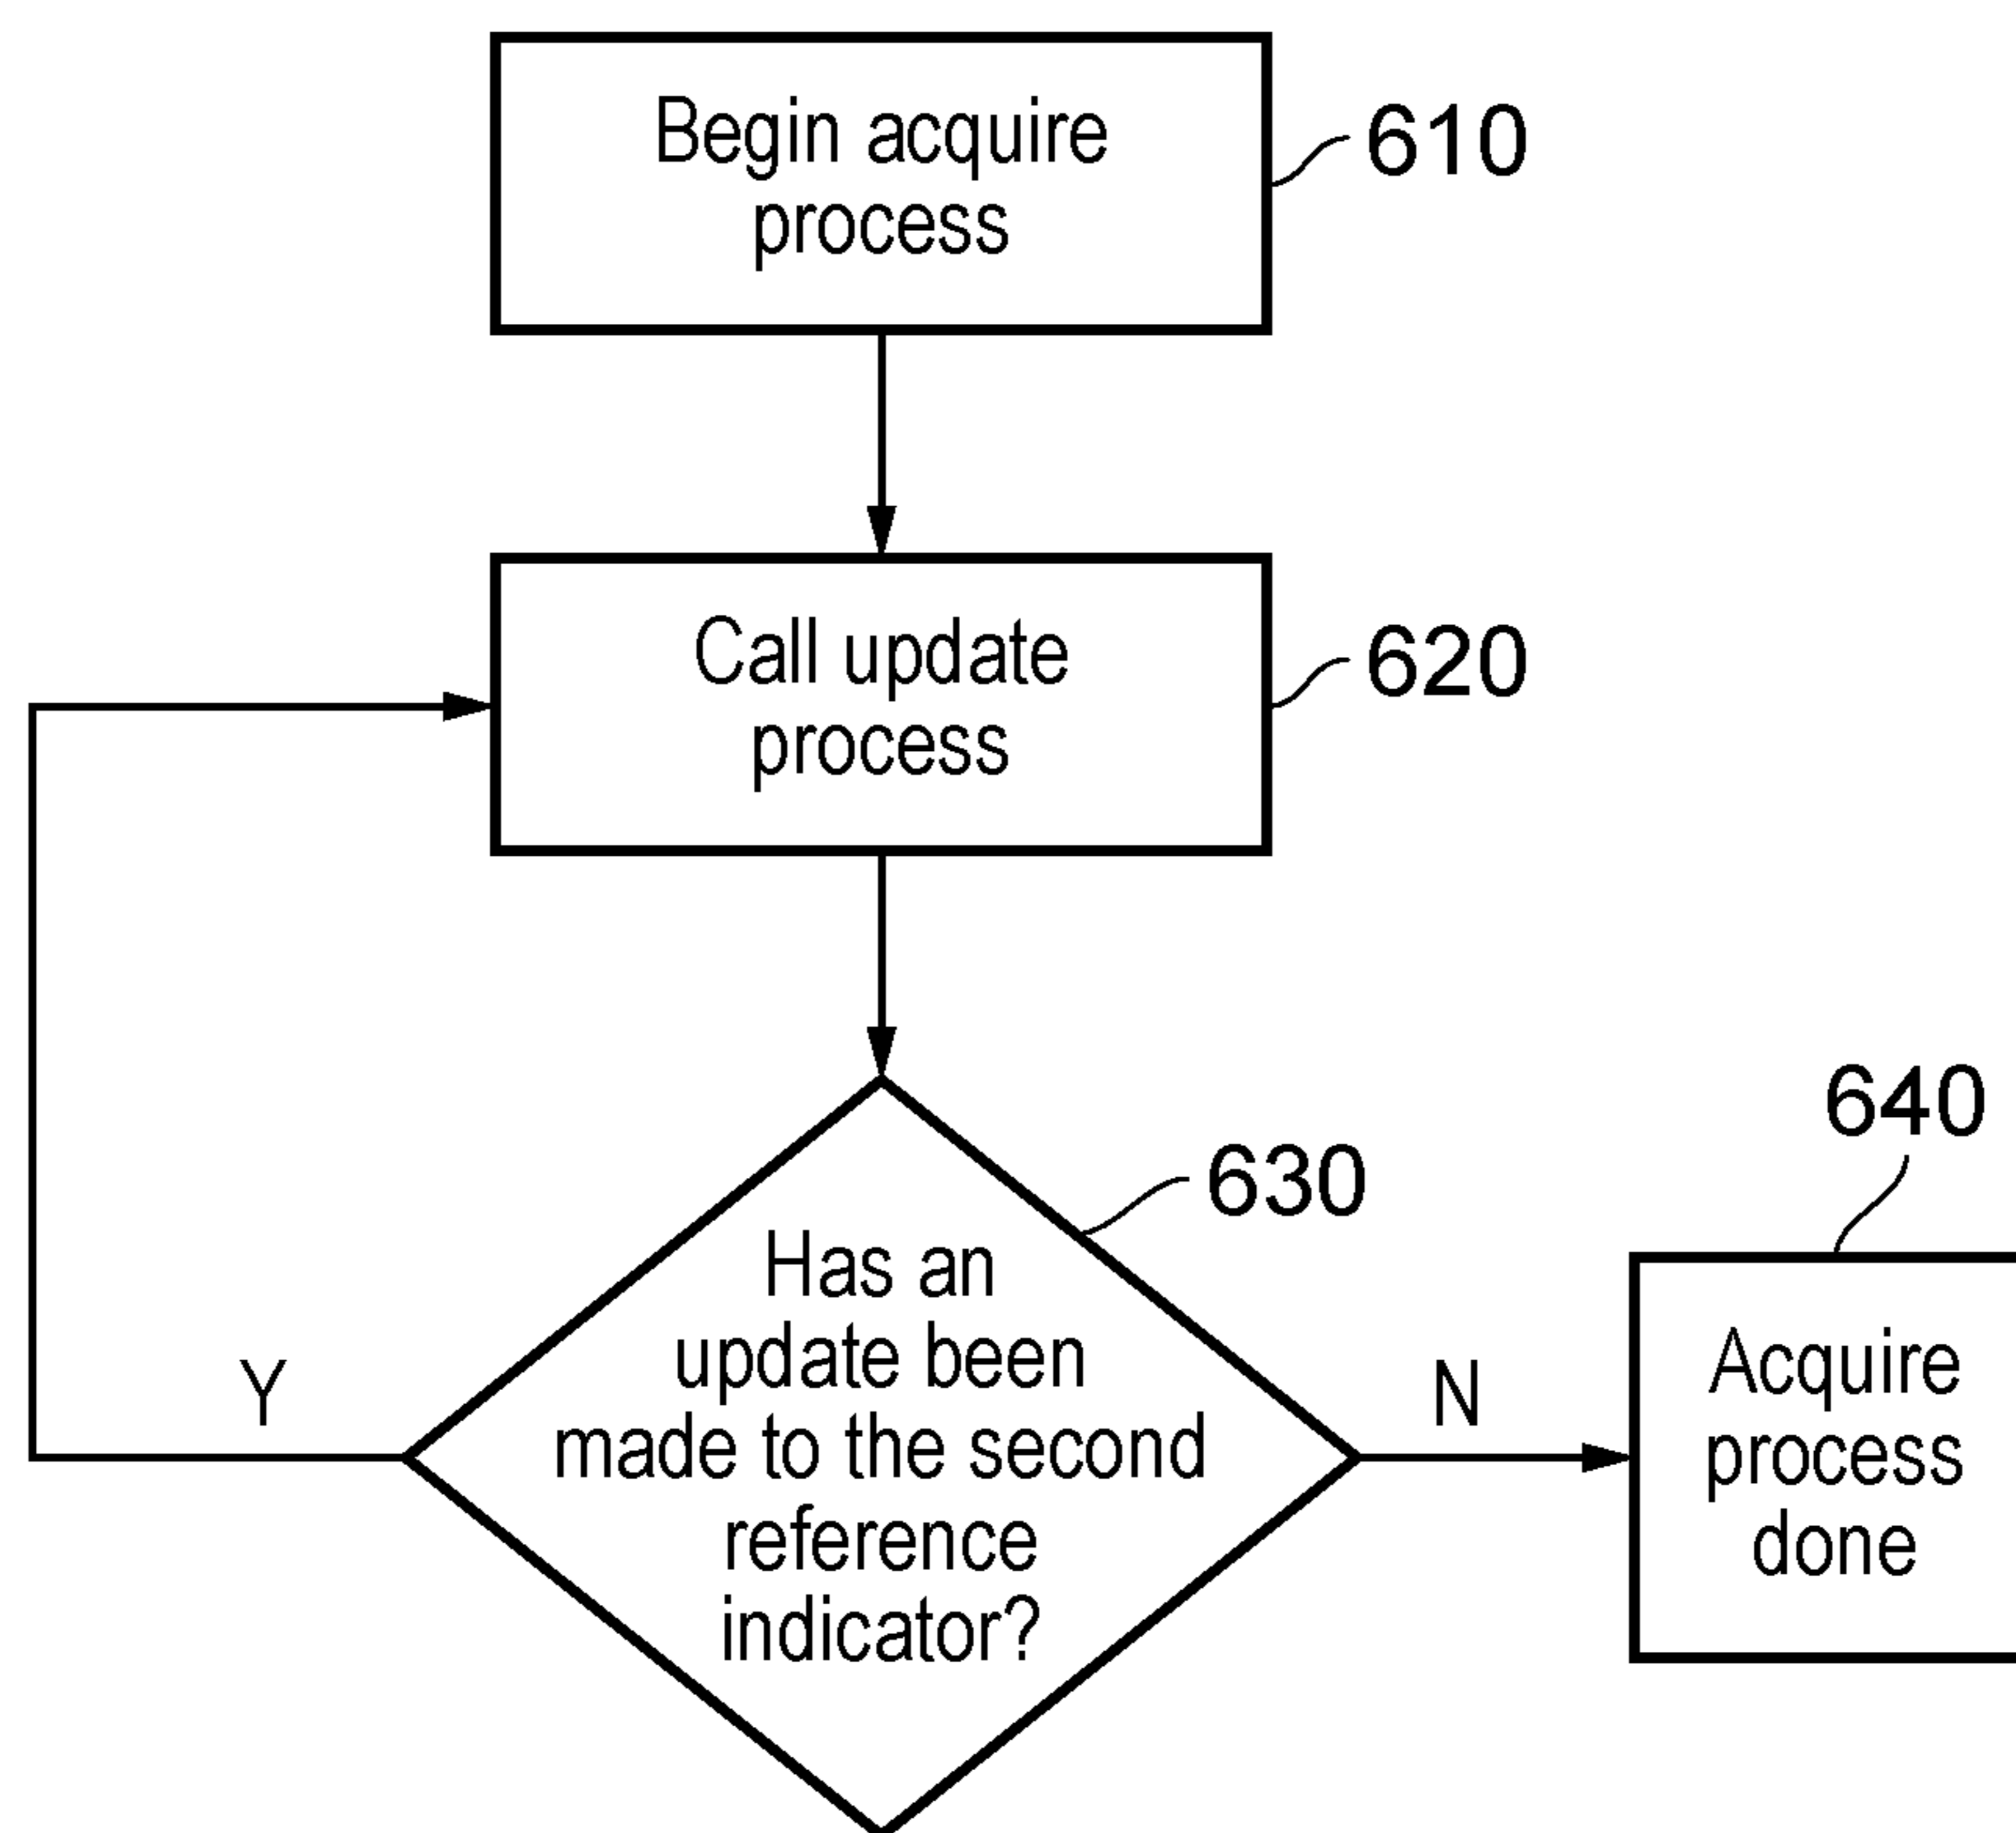 Begin acquire
process
610
Call update
process
620
630
Has an
update been
made to the second
reference
indicator?
Y
N
640
Acquire
process
done